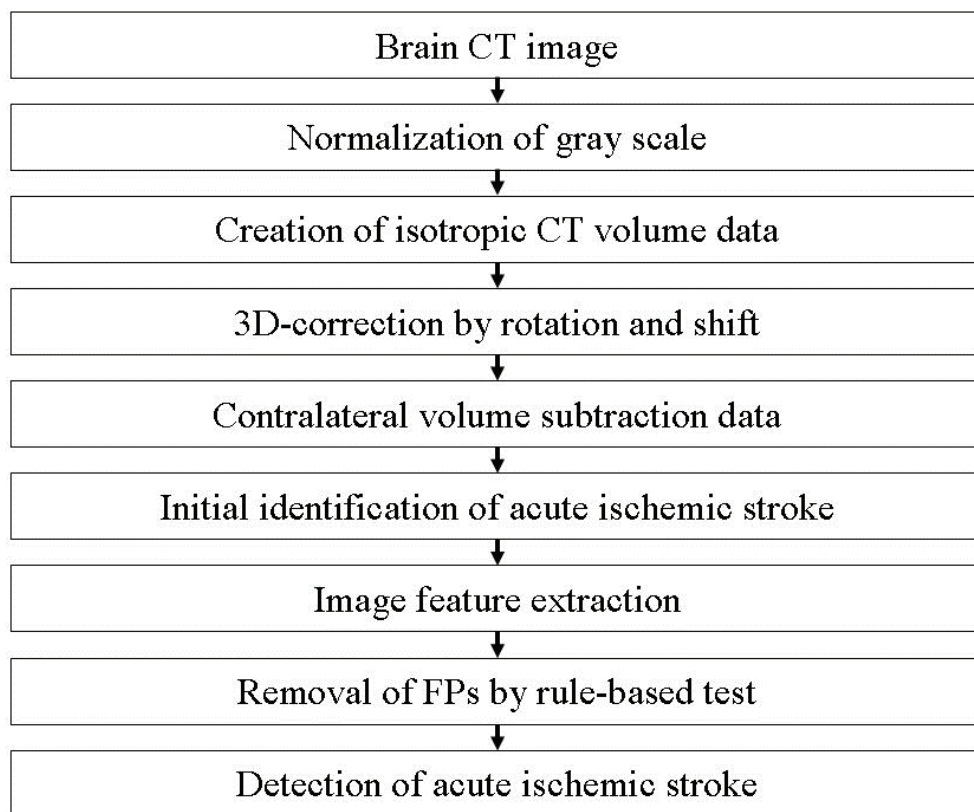 Brain CT image
Normalization of gray scale
Creation of isotropic CT volume data
3D-correction by rotation and shift
Contralateral volume subtraction data
Initial identification of acute ischemic stroke
Image feature extraction
Removal of FPs by rule-based test
Detection of acute ischemic stroke